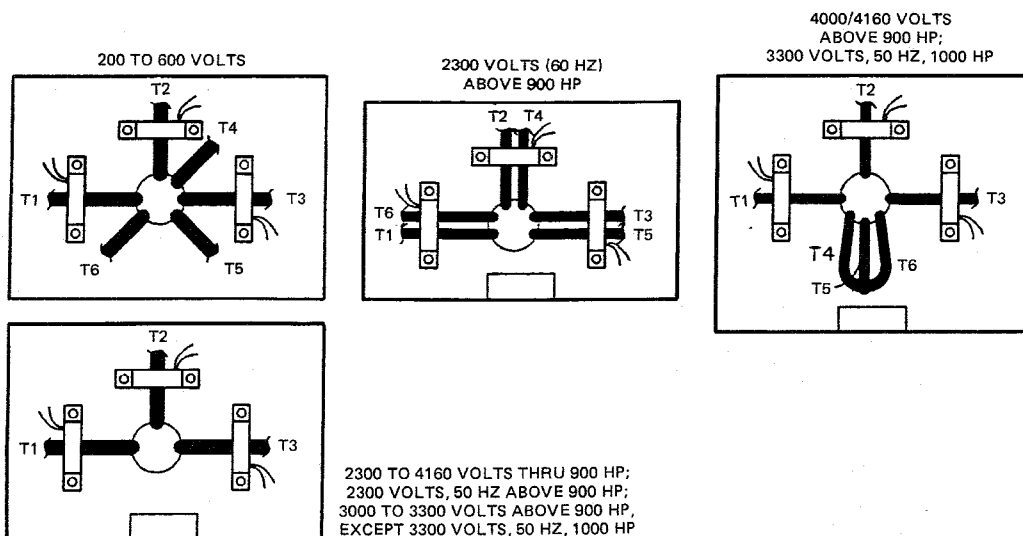 200 TO 600 VOLTS
T2
T4
T1
T3
T6
T5
2300 VOLTS (60 HZ)
ABOVE 900 HP
T2 T4
T6
T3
T1
T5
4000/4160 VOLTS
ABOVE 900 HP;
3300 VOLTS, 50 HZ, 1000 HP
T2
T1
T3
T4
T6
T5
T2
T1
T3
2300 TO 4160 VOLTS THRU 900 HP;
2300 VOLTS, 50 HZ ABOVE 900 HP;
3000 TO 3300 VOLTS ABOVE 900 HP,
EXCEPT 3300 VOLTS, 50 HZ, 1000 HP